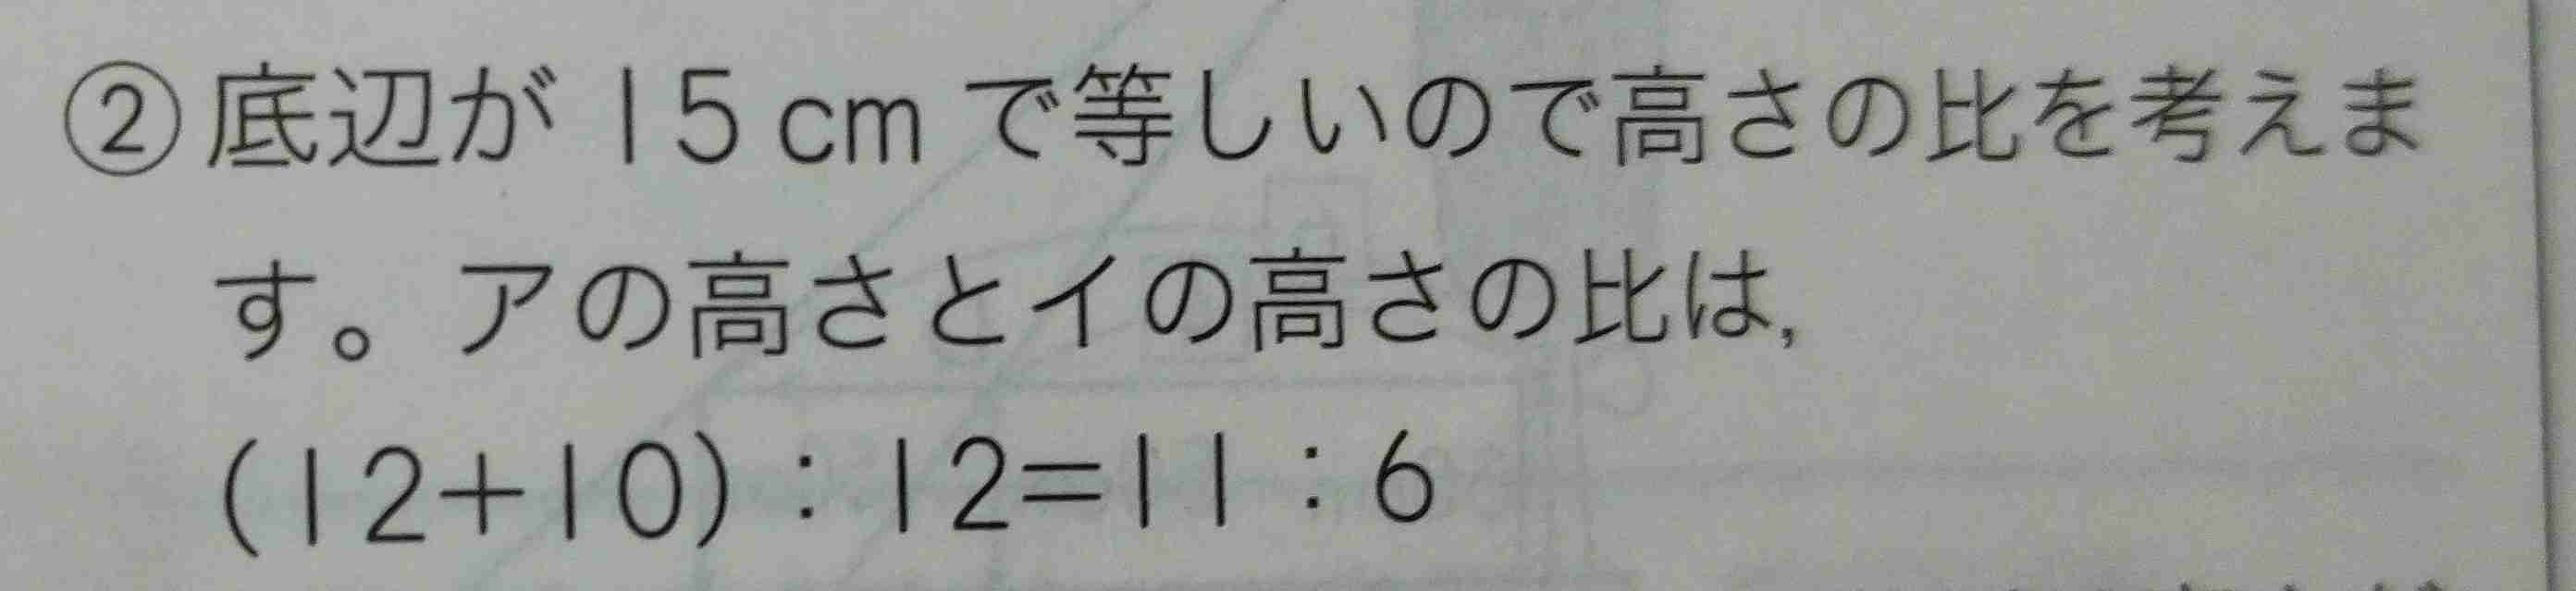 ②底辺が 15 cm で等しいので高さの比を考えま
す。アの高さとイの高さの比は,
(12+10)：12=11：6